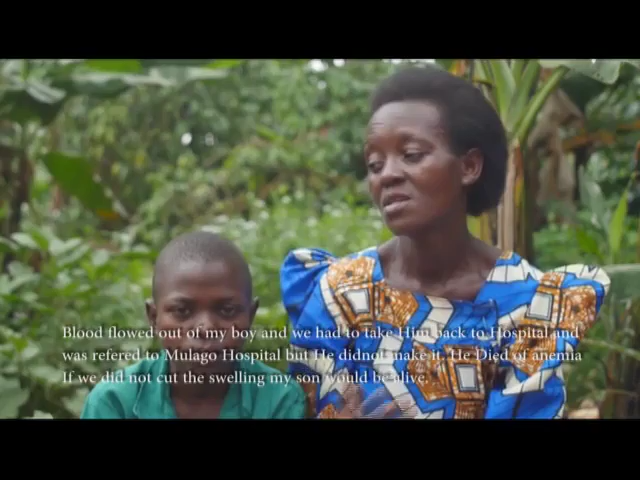 Blood flowed out of my boy and we had to take Him back to Hospital and
was refered to Mulago Hospital but He didnot make it. He Died of anemia
If we did not cut the swelling my son would be alive.